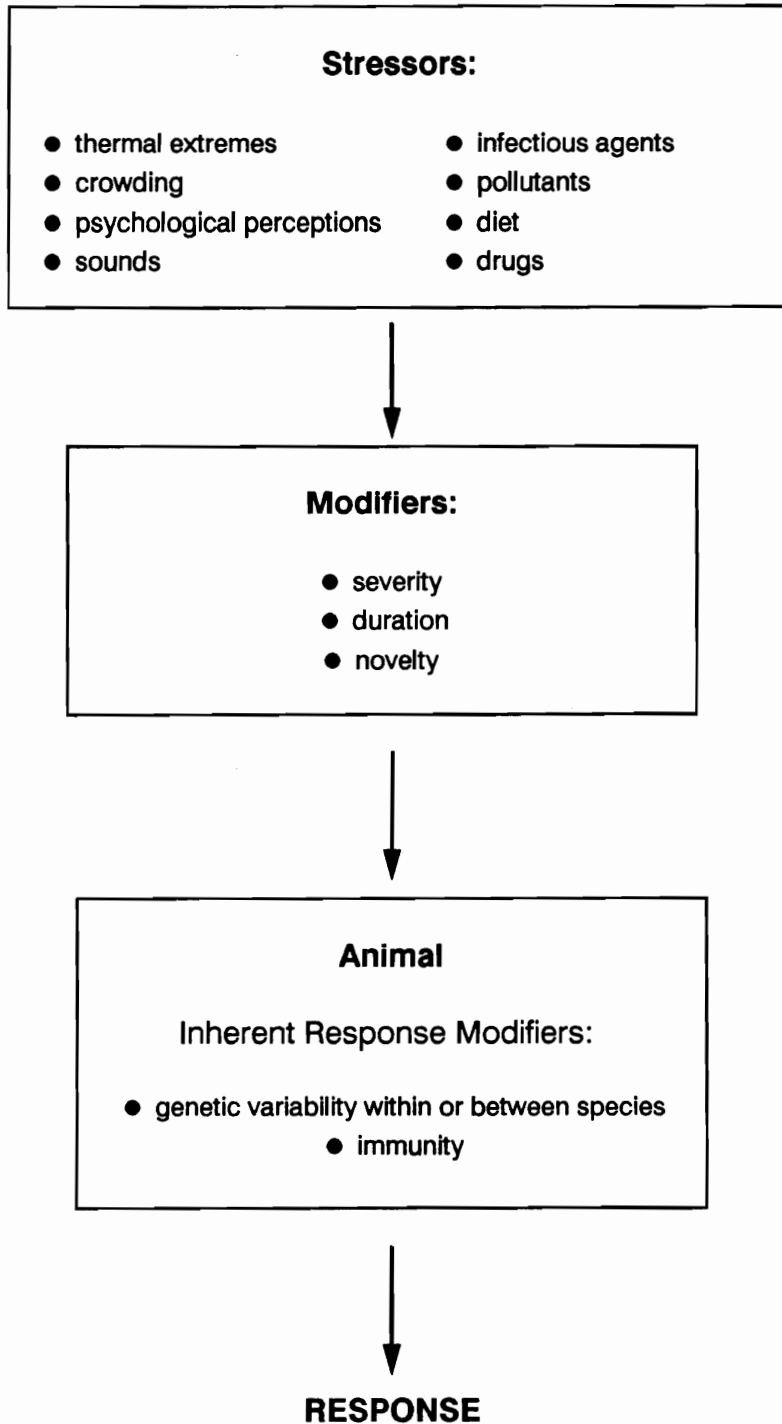 Stressors:
● thermal extremes
● crowding
● psychological perceptions
● sounds
● infectious agents
● pollutants
● diet
● drugs
Modifiers:
● severity
● duration
● novelty
Animal
Inherent Response Modifiers:
● genetic variability within or between species
● immunity
RESPONSE